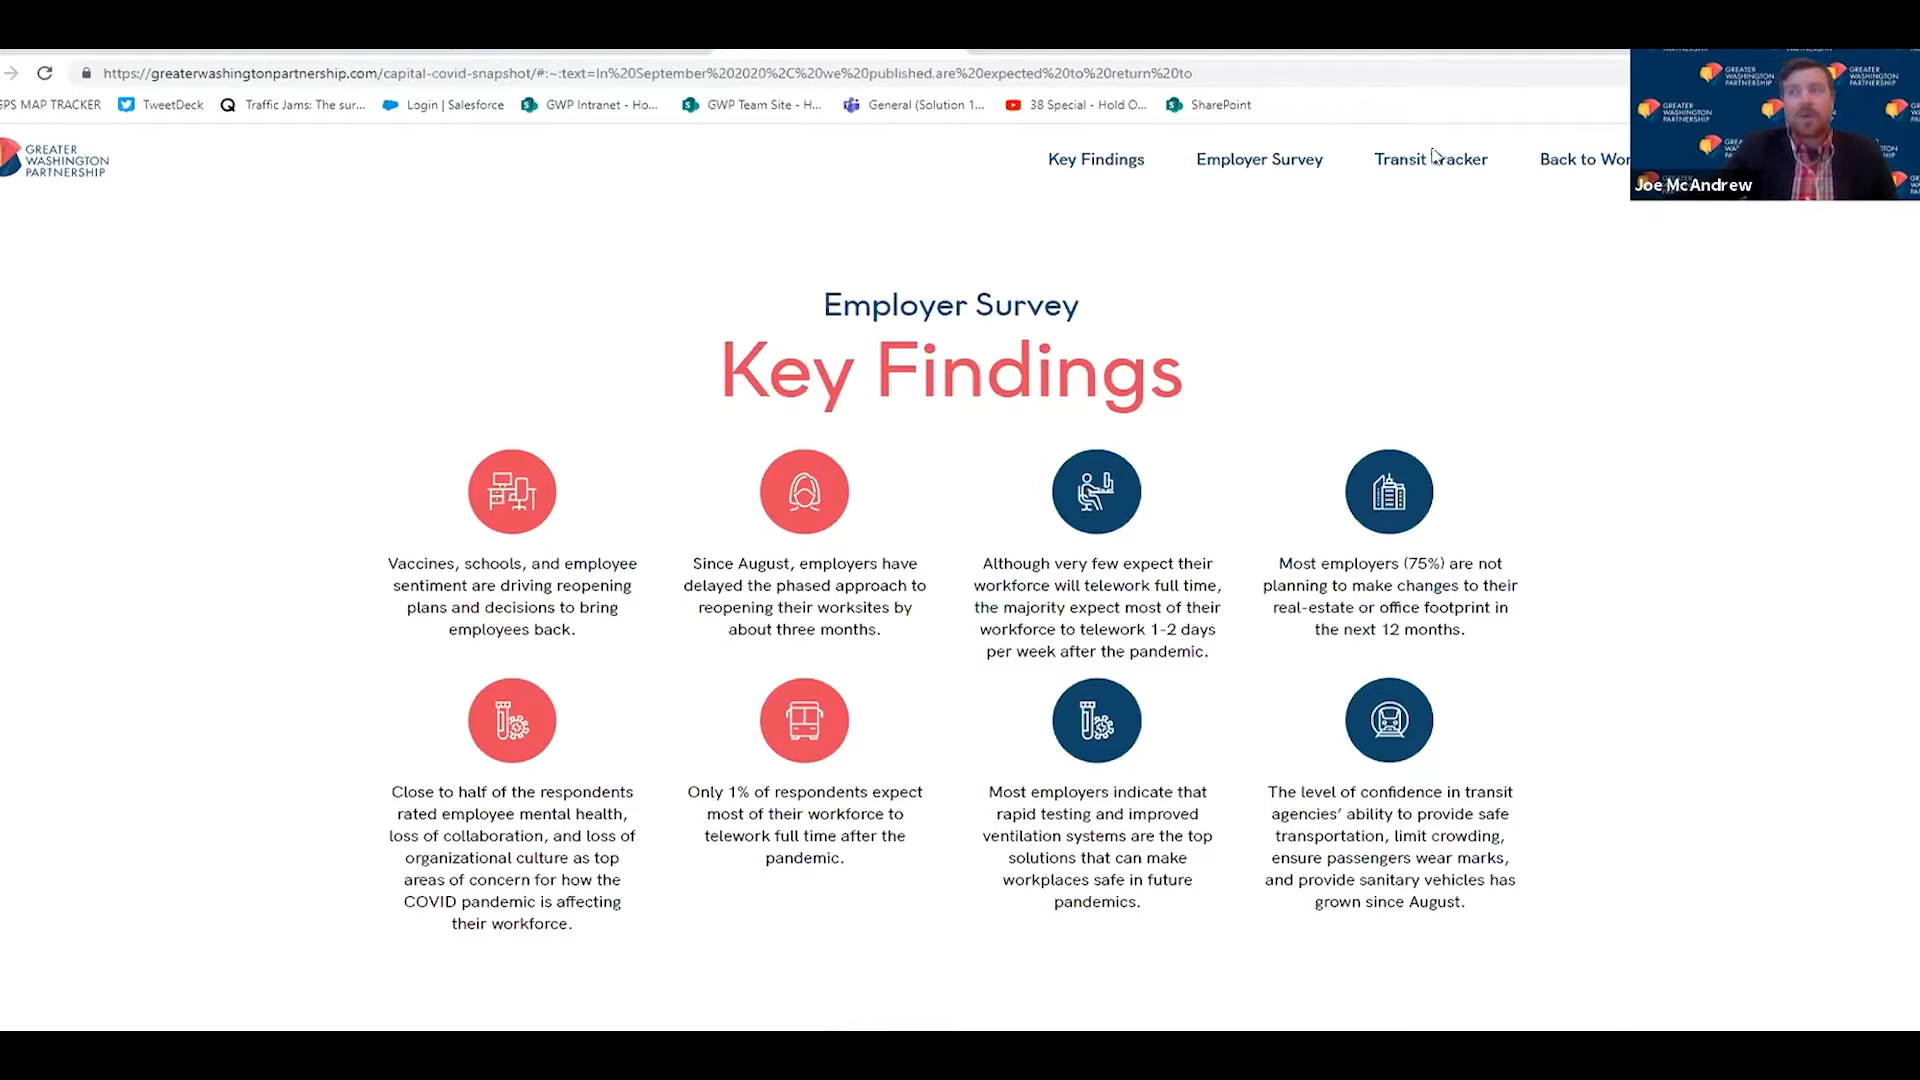 https://greaterwashingtonpartnership.com/capital-covid-snapshot/#:~:text=In%20September%202020%2C%20we%20published,are%20expected%20to%20return%20to
GPS MAP TRACKER TweetDeck Traffic Jams: The sur... Login | Salesforce GWP Intranet - Ho... GWP Team Site - H... General (Solution 1... 38 Special - Hold O... SharePoint
GREATER
WASHINGTON
PARTNERSHIP
Key Findings Employer Survey Transit Tracker Back to Wor
GREATER
WASHINGTON
PARTNERSHIP
Joe McAndrew
Employer Survey
Key Findings
Vaccines, schools, and employee
sentiment are driving reopening
plans and decisions to bring
employees back.
Since August, employers have
delayed the phased approach to
reopening their worksites by
about three months.
Although very few expect their
workforce will telework full time,
the majority expect most of their
workforce to telework 1-2 days
per week after the pandemic.
Most employers (75%) are not
planning to make changes to their
real-estate or office footprint in
the next 12 months.
Close to half of the respondents
rated employee mental health,
loss of collaboration, and loss of
organizational culture as top
areas of concern for how the
COVID pandemic is affecting
their workforce.
Only 1% of respondents expect
most of their workforce to
telework full time after the
pandemic.
Most employers indicate that
rapid testing and improved
ventilation systems are the top
solutions that can make
workplaces safe in future
pandemics.
The level of confidence in transit
agencies’ ability to provide safe
transportation, limit crowding,
ensure passengers wear marks,
and provide sanitary vehicles has
grown since August.